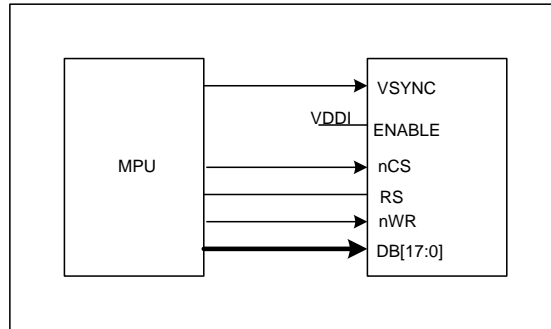 VSYNC
VDDI
ENABLE
MPU
nCS
RS
nWR
DB[17:0]